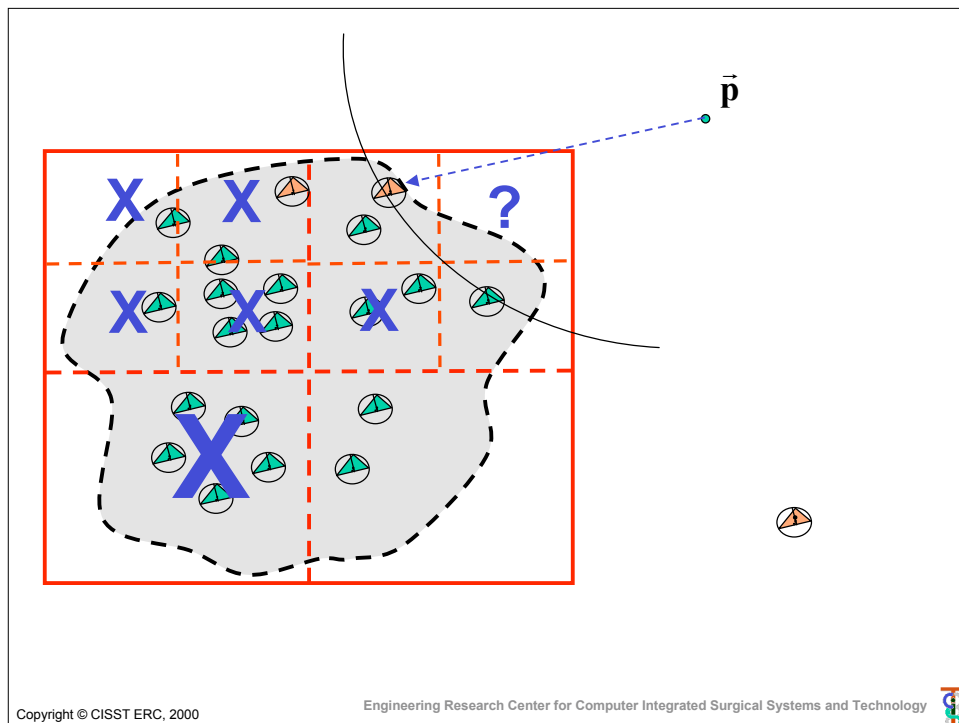 p
X X ?
X X X
X
Copyright © CISST ERC, 2000
Engineering Research Center for Computer Integrated Surgical Systems and Technology